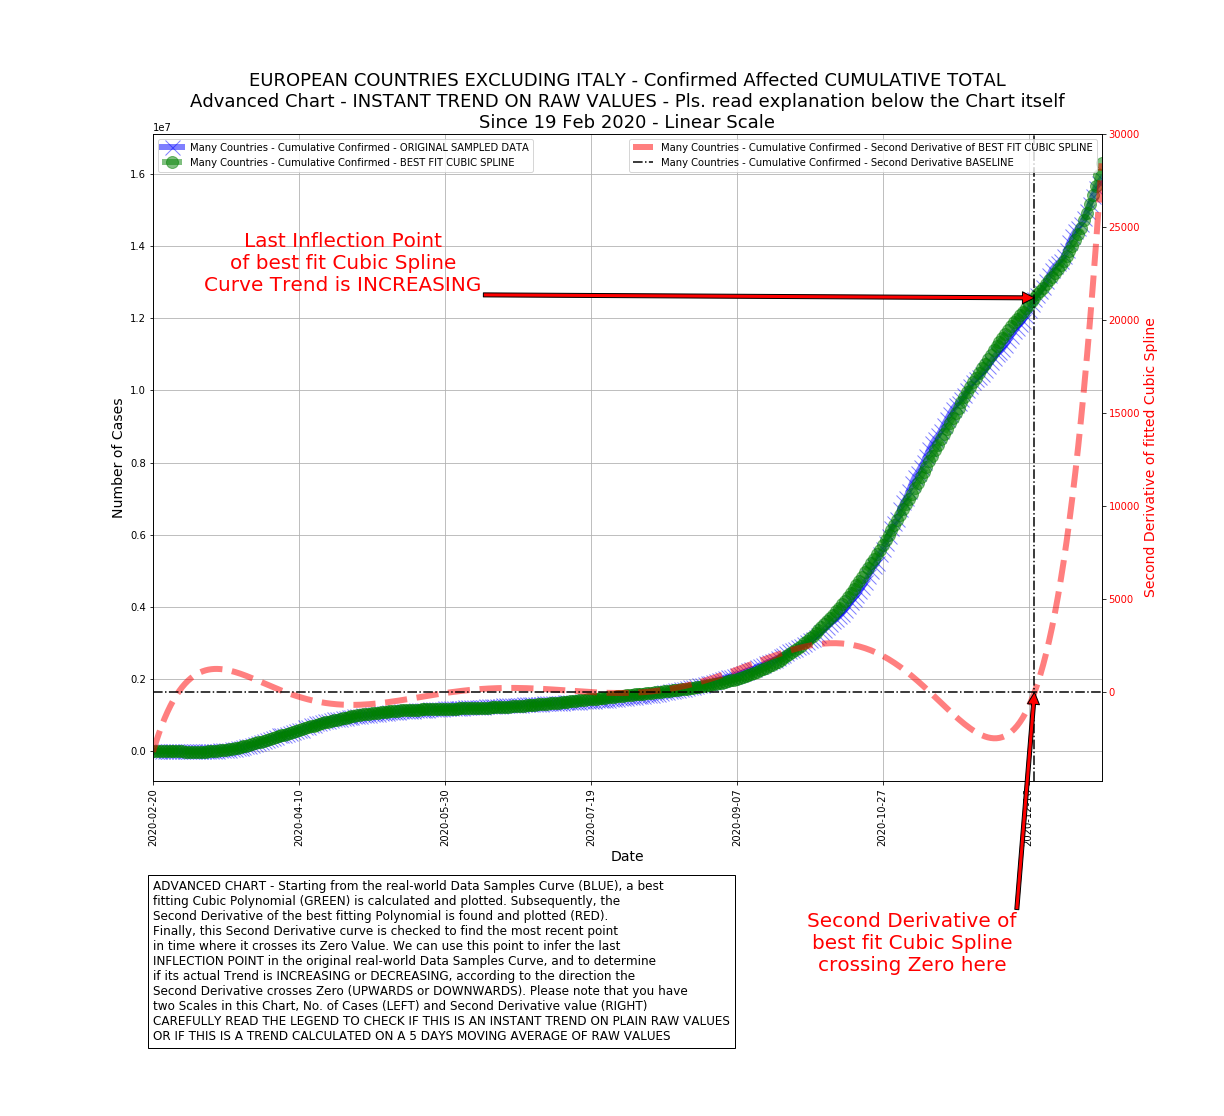 EUROPEAN COUNTRIES EXCLUDING ITALY - Confirmed Affected CUMULATIVE TOTAL
Advanced Chart - INSTANT TREND ON RAW VALUES - Pls. read explanation below the Chart itself
Since 19 Feb 2020 - Linear Scale
1e7
30000
Many Countries - Cumulative Confirmed - ORIGINAL SAMPLED DATA
Many Countries - Cumulative Confirmed - BEST FIT CUBIC SPLINE
Many Countries - Cumulative Confirmed - Second Derivative of BEST FIT CUBIC SPLINE
Many Countries - Cumulative Confirmed - Second Derivative BASELINE
1.6
1.4
1.2
1.0
0.8
0.6
0.4
0.2
0.0
Number of Cases
Last Inflection Point
of best fit Cubic Spline
Curve Trend is INCREASING
25000
20000
15000
10000
5000
0
Second Derivative of fitted Cubic Spline
2020-02-20
2020-04-10
2020-05-30
2020-07-19
2020-09-07
2020-10-27
2020-12-16
Date
ADVANCED CHART - Starting from the real-world Data Samples Curve (BLUE), a best
fitting Cubic Polynomial (GREEN) is calculated and plotted. Subsequently, the
Second Derivative of the best fitting Polynomial is found and plotted (RED).
Finally, this Second Derivative curve is checked to find the most recent point
in time where it crosses its Zero Value. We can use this point to infer the last
INFLECTION POINT in the original real-world Data Samples Curve, and to determine
if its actual Trend is INCREASING or DECREASING, according to the direction the
Second Derivative crosses Zero (UPWARDS or DOWNWARDS). Please note that you have
two Scales in this Chart, No. of Cases (LEFT) and Second Derivative value (RIGHT)
CAREFULLY READ THE LEGEND TO CHECK IF THIS IS AN INSTANT TREND ON PLAIN RAW VALUES
OR IF THIS IS A TREND CALCULATED ON A 5 DAYS MOVING AVERAGE OF RAW VALUES
Second Derivative of
best fit Cubic Spline
crossing Zero here